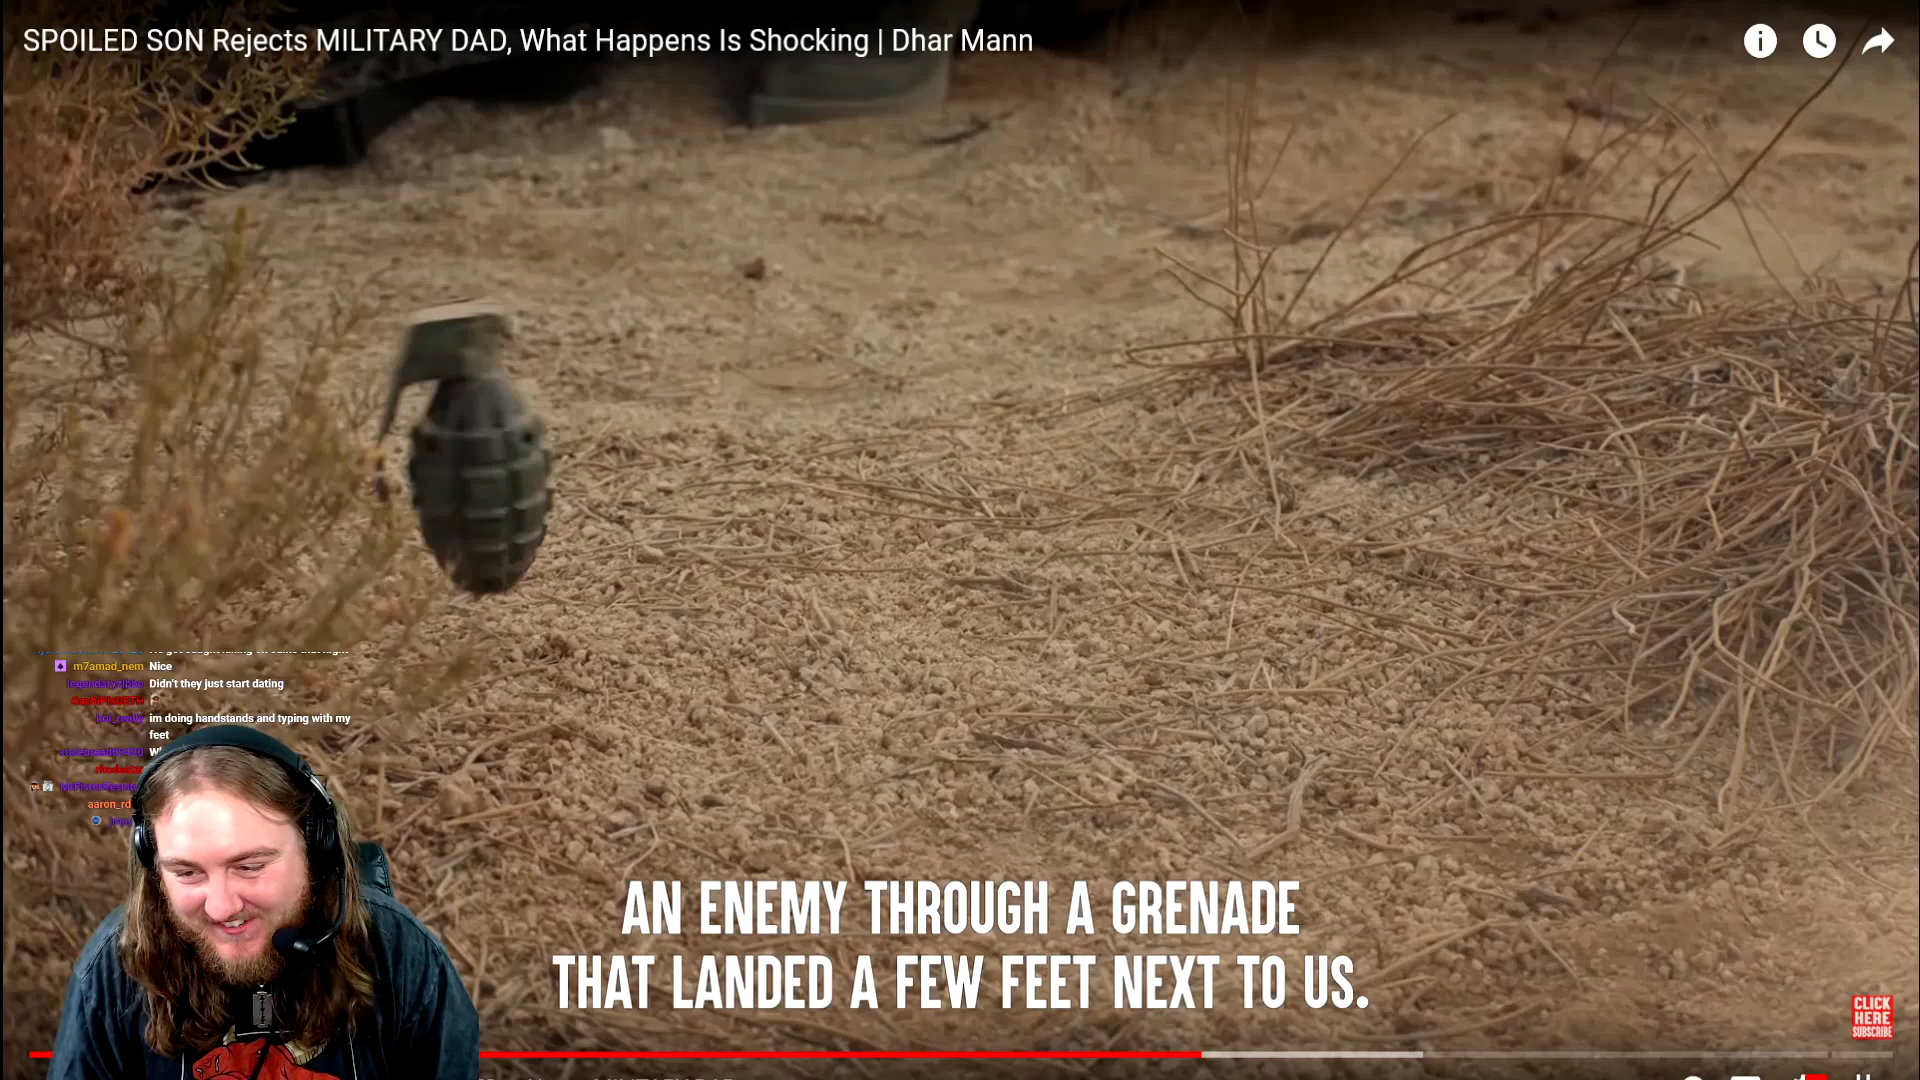 SPOILED SON Rejects MILITARY DAD, What Happens Is Shocking | Dhar Mann
m7amad_nem Nice
Didn't they just start dating
im doing handstands and typing with my
feet
aaron_rd
AN ENEMY THROUGH A GRENADE
THAT LANDED A FEW FEET NEXT TO US.
CLICK
HERE
SUBSCRIBE